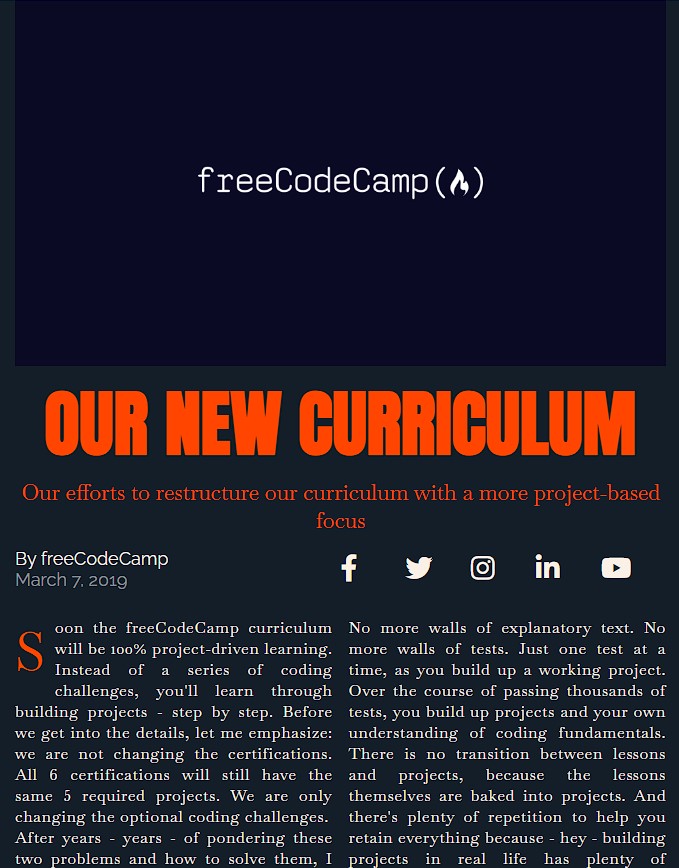 freeCodeCamp(🔥)
OUR NEW CURRICULUM
Our efforts to restructure our curriculum with a more project-based
focus
By freeCodeCamp
March 7, 2019
Soon the freeCodeCamp curriculum
will be 100% project-driven learning.
Instead of a series of coding
challenges, you'll learn through
building projects - step by step. Before
we get into the details, let me emphasize:
we are not changing the certifications.
All 6 certifications will still have the
same 5 required projects. We are only
changing the optional coding challenges.
After years - years - of pondering these
two problems and how to solve them, I
No more walls of explanatory text. No
more walls of tests. Just one test at a
time, as you build up a working project.
Over the course of passing thousands of
tests, you build up projects and your own
understanding of coding fundamentals.
There is no transition between lessons
and projects, because the lessons
themselves are baked into projects. And
there's plenty of repetition to help you
retain everything because - hey - building
projects in real life has plenty of